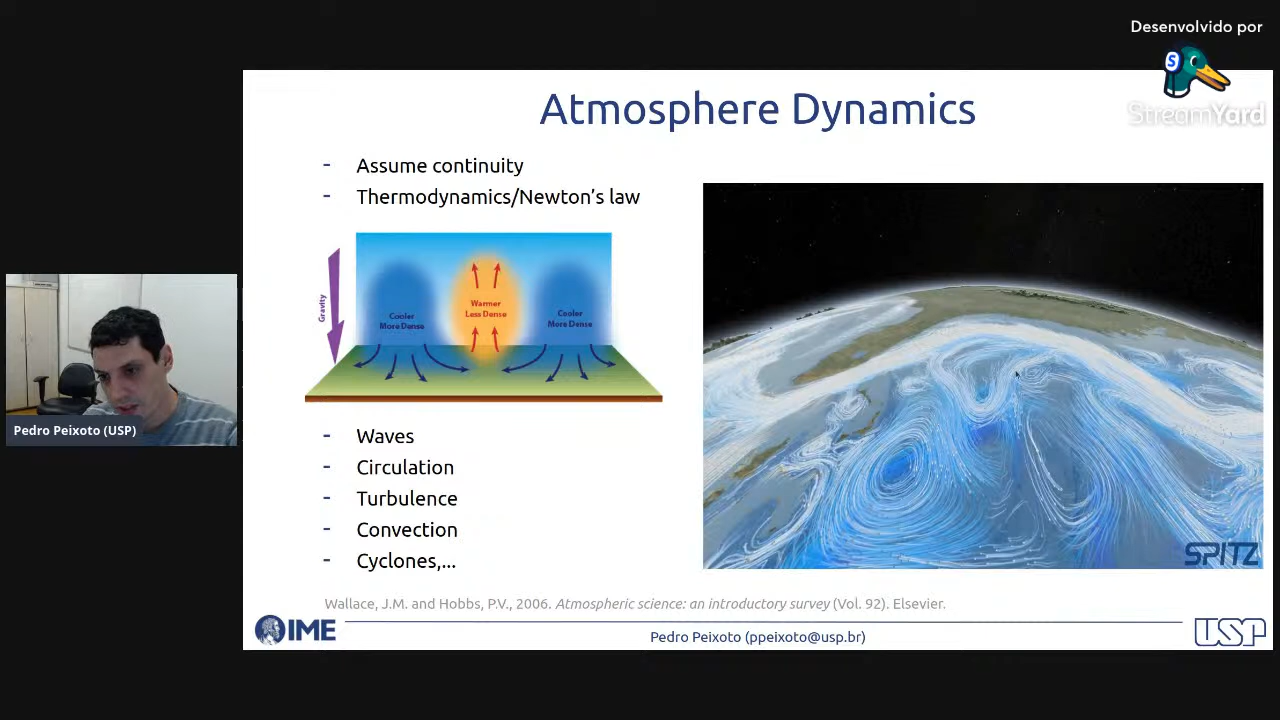 Desenvolvido por
S
StreamYard
Atmosphere Dynamics
- Assume continuity
- Thermodynamics/Newton's law
Gravity
Cooler
More Dense
Warmer
Less Dense
Cooler
More Dense
Pedro Peixoto (USP)
- Waves
- Circulation
- Turbulence
- Convection
- Cyclones,...
SPITZ
Wallace, J.M. and Hobbs, P.V., 2006. Atmospheric science: an introductory survey (Vol. 92). Elsevier.
IME
Pedro Peixoto (ppeixoto@usp.br)
USP